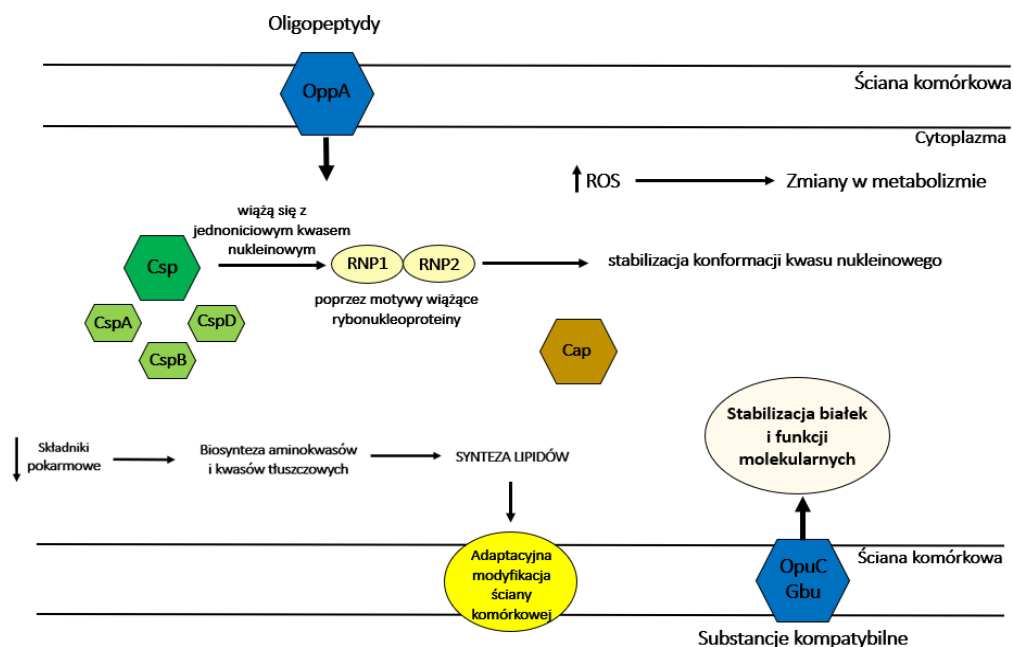 Oligopeptydy
OppA
Ściana komórkowa
Cytoplazma
ROS
Zmiany w metabolizmie
wiążą się z
jednoniciowym kwasem
nukleinowym
Csp
RNP1
RNP2
stabilizacja konformacji kwasu nukleinowego
poprzez motywy wiążące
rybonukleoproteiny
CspA
CspD
CspB
Cap
Stabilizacja białek
i funkcji
molekularnych
Składniki
pokarmowe
Biosynteza aminokwasów
i kwasów tłuszczowych
SYNTEZA LIPIDÓW
Adaptacyjna
modyfikacja
ściany
komórkowej
OpuC
Gbu
Ściana komórkowa
Substancje kompatybilne